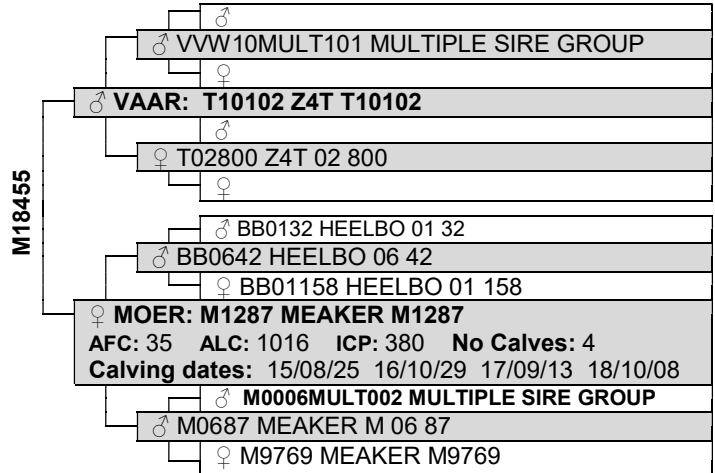 ♂
♂ VVW10MULT101 MULTIPLE SIRE GROUP
♀
♂ VAAR: T10102 Z4T T10102
♂
♀ T02800 Z4T 02 800
♀
M18455
♂ BB0132 HEELBO 01 32
♂ BB0642 HEELBO 06 42
♀ BB01158 HEELBO 01 158
♀ MOER: M1287 MEAKER M1287
AFC: 35 ALC: 1016 ICP: 380 No Calves: 4
Calving dates: 15/08/25 16/10/29 17/09/13 18/10/08
♂ M0006MULT002 MULTIPLE SIRE GROUP
♂ M0687 MEAKER M 06 87
♀ M9769 MEAKER M9769